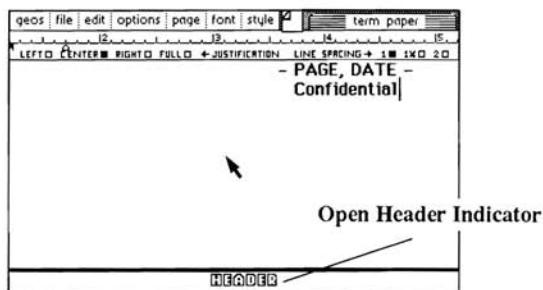 geos file edit options page font style term paper
2 3 4 5
LEFT CENTER RIGHT FULL ← JUSTIFICATION LINE SPACING → 1 1½ 2
- PAGE, DATE -
Confidential
Open Header Indicator
HEADER